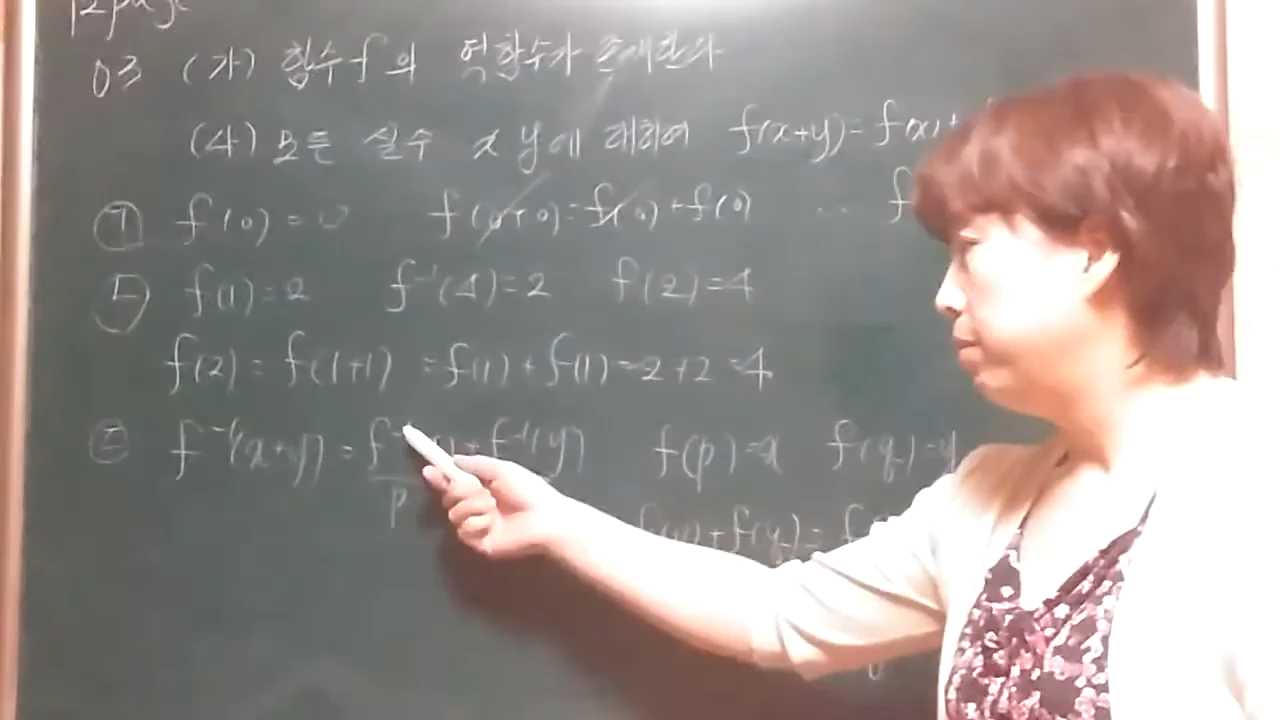 12page
03 (가) 함수 f의 역함수가 존재한다
(나) 모든 실수 x y에 대하여 f(x+y)=f(x)+
㉠ f(0)=0 f(0+0)=f(0)+f(0) ∴ f
㉡ f(1)=2 f⁻¹(4)=2 f(2)=4
f(2)=f(1+1)=f(1)+f(1)=2+2=4
㉢ f⁻¹(x+y)=f⁻¹ + f⁻¹(y) f(p)=x f(q)=y
p f(p)+f(q)=f